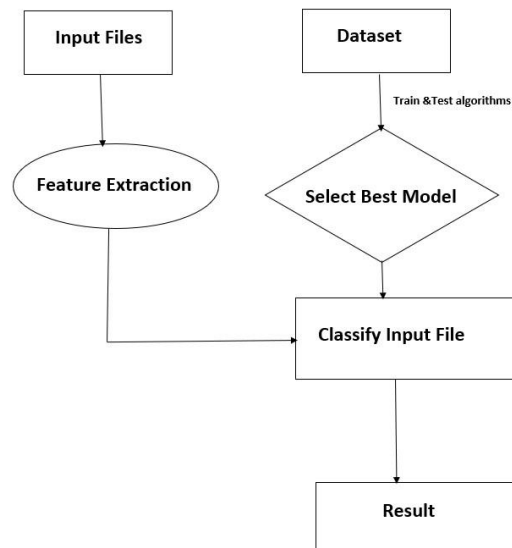 Input Files
Dataset
Train &Test algorithms
Feature Extraction
Select Best Model
Classify Input File
Result